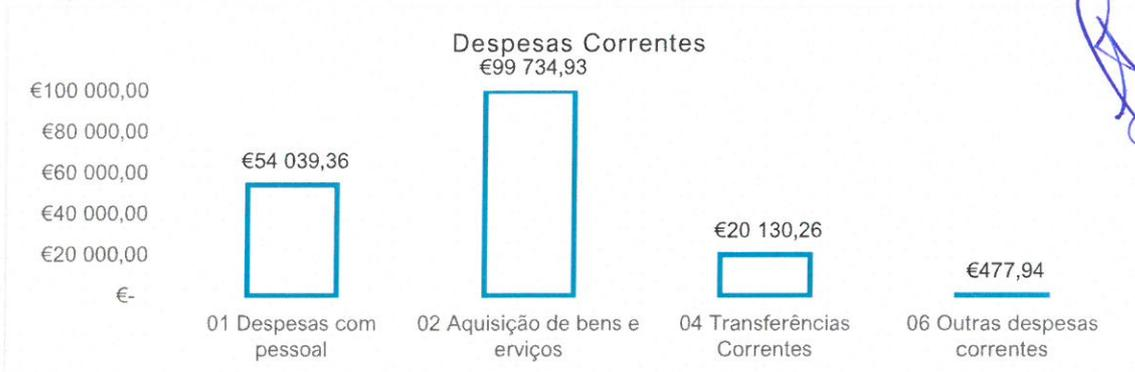 Despesas Correntes
€99 734,93
€100 000,00
€80 000,00
€54 039,36
€60 000,00
€40 000,00
€20 130,26
€20 000,00
€477,94
€-
01 Despesas com
pessoal
02 Aquisição de bens e
erviços
04 Transferências
Correntes
06 Outras despesas
correntes